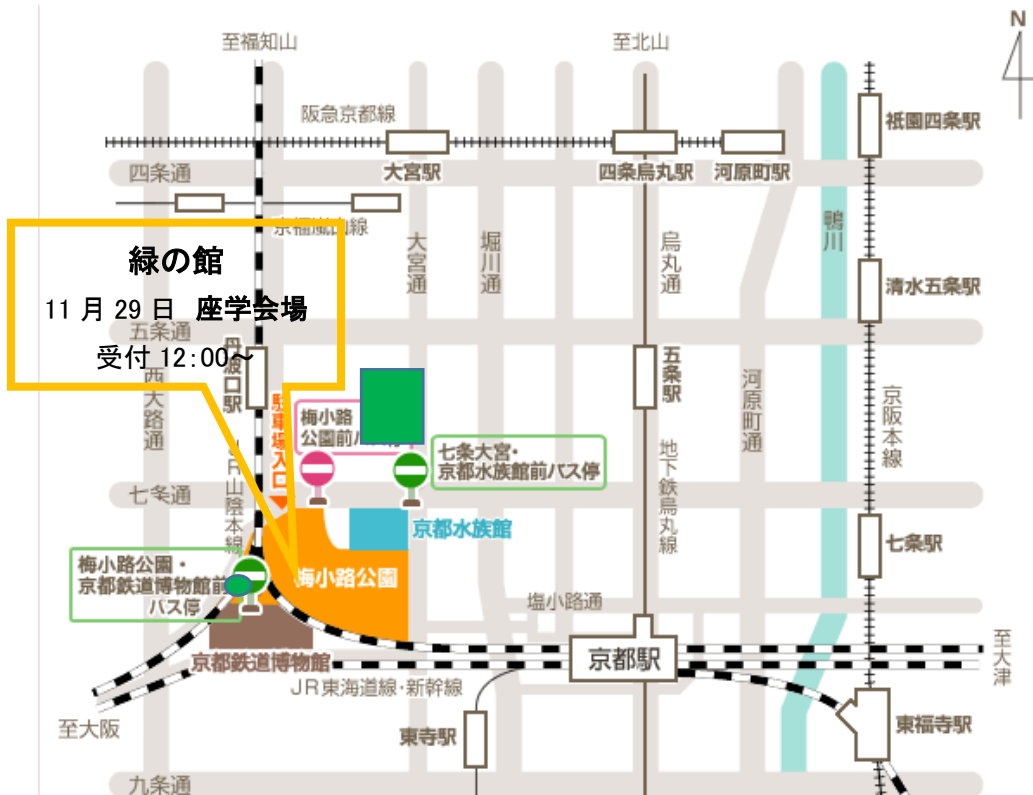 N
至福知山
至北山
阪急京都線
祇園四条駅
四条通
大宮駅
四条烏丸駅
河原町駅
京福嵐山線
大宮通
堀川通
烏丸通
鴨川
緑の館
11月29日 座学会場
受付12:00~
清水五条駅
五条通
丹波口駅
西大路通
五条駅
河原町通
京阪本線
駐車場入口
梅小路
公園前バス停
七条大宮・
京都水族館前バス停
JR山陰本線
地下鉄烏丸線
七条通
京都水族館
七条駅
梅小路公園・
京都鉄道博物館前
バス停
梅小路公園
塩小路通
京都鉄道博物館
京都駅
至大津
JR東海道線・新幹線
至大阪
東寺駅
東福寺駅
九条通